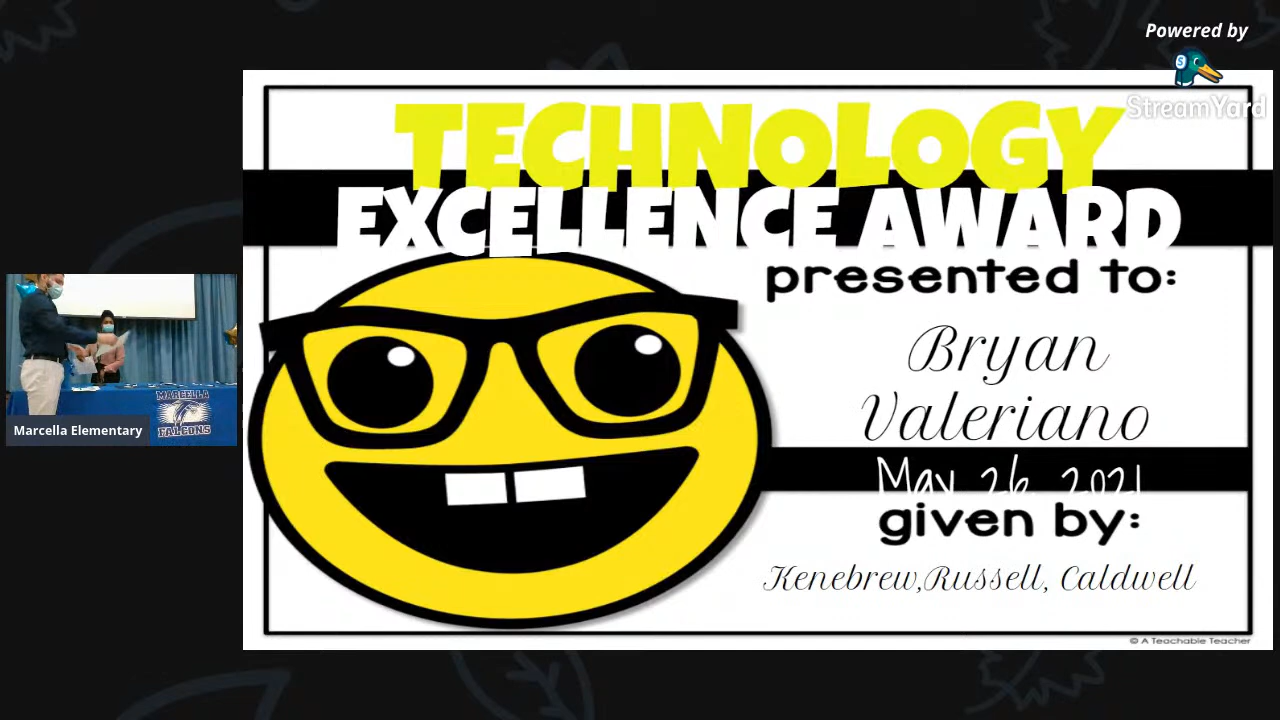 Powered by
StreamYard
TECHNOLOGY
EXCELLENCE AWARD
presented to:
Bryan
Valeriano
May 26, 2021
given by:
Kenebrew,Russell, Caldwell
© A Teachable Teacher
MARCELLA
FALCONS
Marcella Elementary